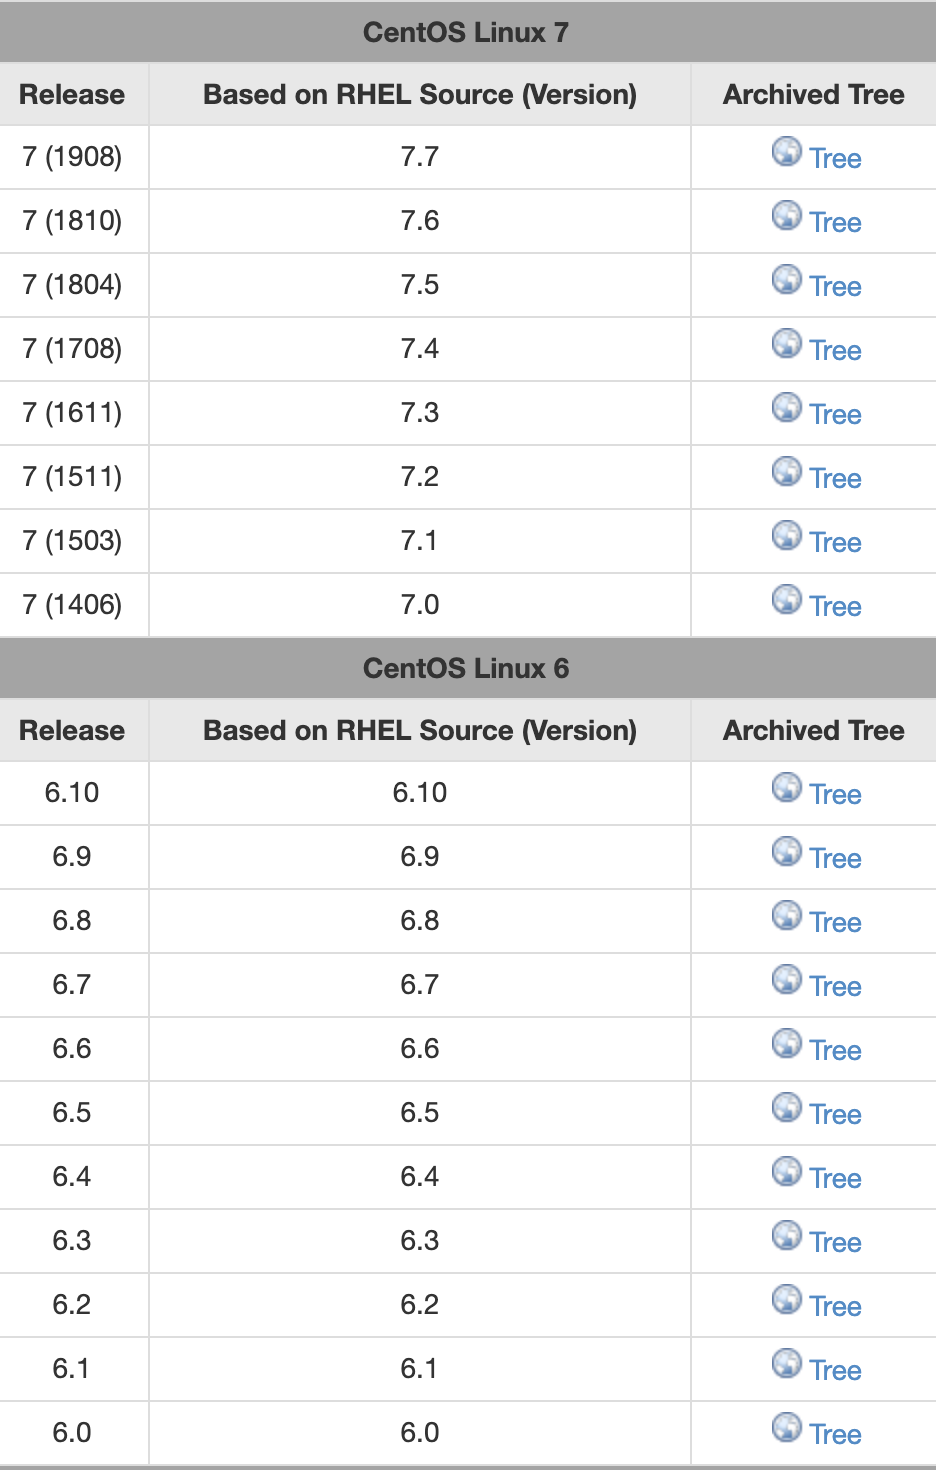 CentOS Linux 7
Release Based on RHEL Source (Version) Archived Tree
7 (1908) 7.7 Tree
7 (1810) 7.6 Tree
7 (1804) 7.5 Tree
7 (1708) 7.4 Tree
7 (1611) 7.3 Tree
7 (1511) 7.2 Tree
7 (1503) 7.1 Tree
7 (1406) 7.0 Tree
CentOS Linux 6
Release Based on RHEL Source (Version) Archived Tree
6.10 6.10 Tree
6.9 6.9 Tree
6.8 6.8 Tree
6.7 6.7 Tree
6.6 6.6 Tree
6.5 6.5 Tree
6.4 6.4 Tree
6.3 6.3 Tree
6.2 6.2 Tree
6.1 6.1 Tree
6.0 6.0 Tree